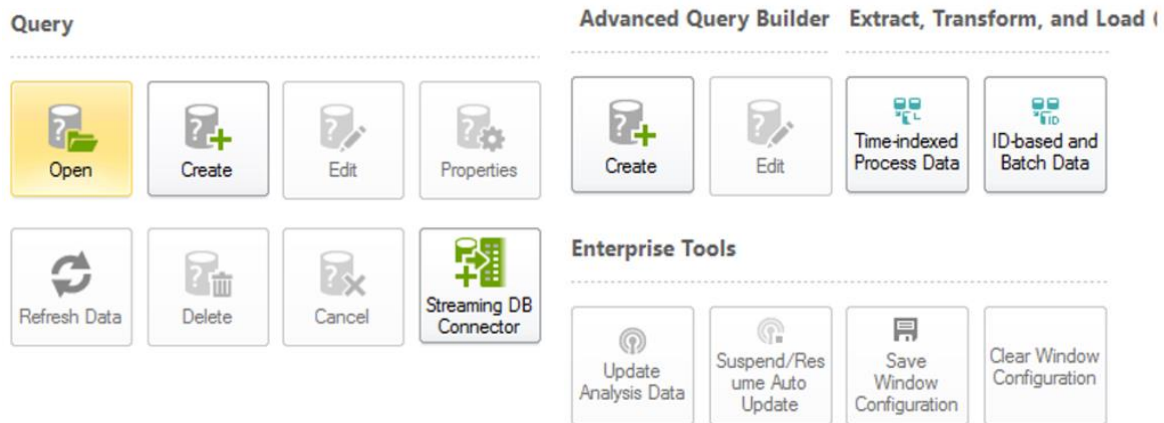 Query
Open
Create
Edit
Properties
Refresh Data
Delete
Cancel
Streaming DB
Connector
Advanced Query Builder
Create
Edit
Extract, Transform, and Load (
Time-indexed
Process Data
ID-based and
Batch Data
Enterprise Tools
Update
Analysis Data
Suspend/Res
ume Auto
Update
Save
Window
Configuration
Clear Window
Configuration